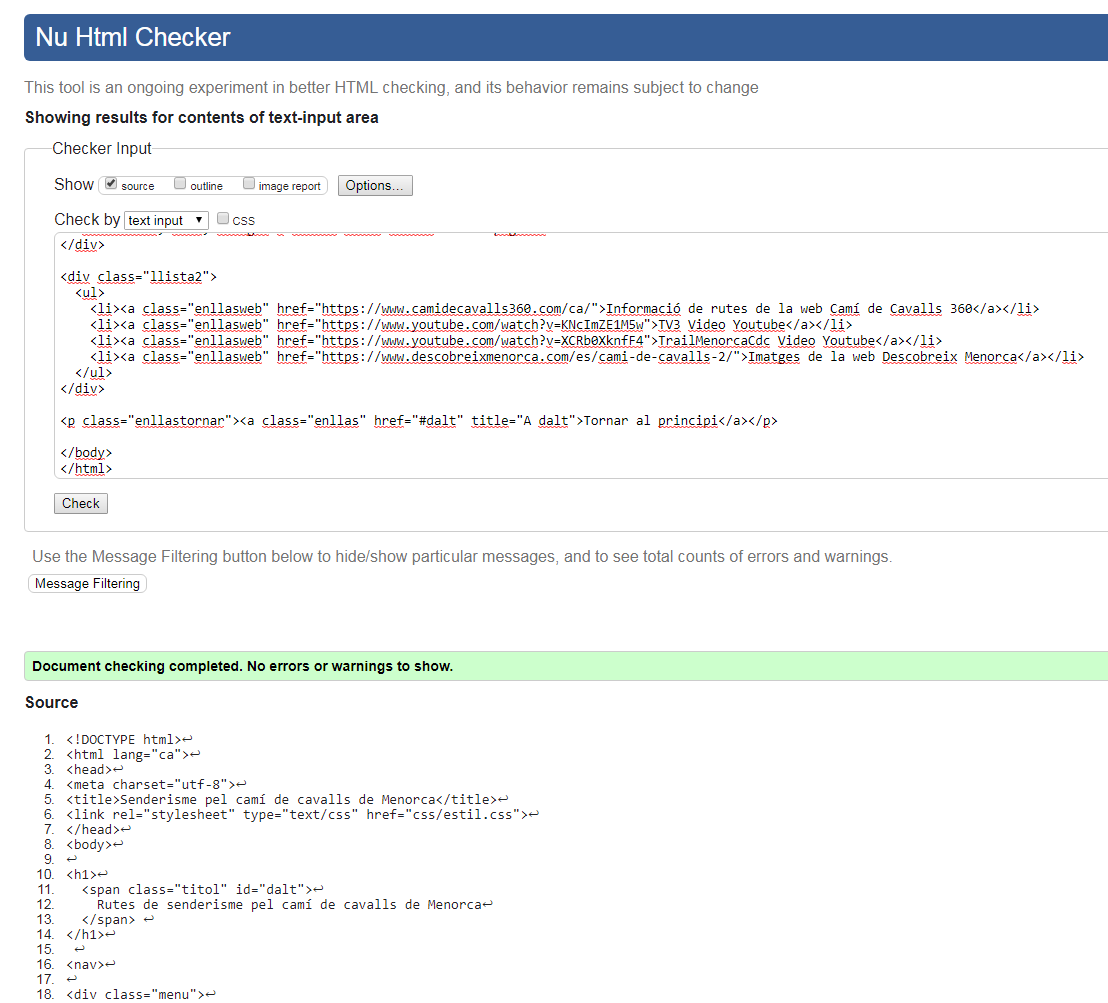 Nu Html Checker
This tool is an ongoing experiment in better HTML checking, and its behavior remains subject to change
Showing results for contents of text-input area
Checker Input
Show source outline image report Options...
Check by text input css
</div>
<div class="llista2">
<ul>
<li><a class="enllasweb" href="https://www.camidecavalls360.com/ca/">Informació de rutes de la web Camí de Cavalls 360</a></li>
<li><a class="enllasweb" href="https://www.youtube.com/watch?v=KNcImZE1M5w">TV3 Video Youtube</a></li>
<li><a class="enllasweb" href="https://www.youtube.com/watch?v=XCRb0XknfF4">TrailMenorcaCdc Video Youtube</a></li>
<li><a class="enllasweb" href="https://www.descobreixmenorca.com/es/cami-de-cavalls-2/">Imatges de la web Descobreix Menorca</a></li>
</ul>
</div>
<p class="enllastornar"><a class="enllas" href="#dalt" title="A dalt">Tornar al principi</a></p>
</body>
</html>
Check
Use the Message Filtering button below to hide/show particular messages, and to see total counts of errors and warnings.
Message Filtering
Document checking completed. No errors or warnings to show.
Source
1. <!DOCTYPE html>↩
2. <html lang="ca">↩
3. <head>↩
4. <meta charset="utf-8">↩
5. <title>Senderisme pel camí de cavalls de Menorca</title>↩
6. <link rel="stylesheet" type="text/css" href="css/estil.css">↩
7. </head>↩
8. <body>↩
9. ↩
10. <h1>↩
11. <span class="titol" id="dalt">↩
12. Rutes de senderisme pel camí de cavalls de Menorca↩
13. </span> ↩
14. </h1>↩
15. ↩
16. <nav>↩
17. ↩
18. <div class="menu">↩